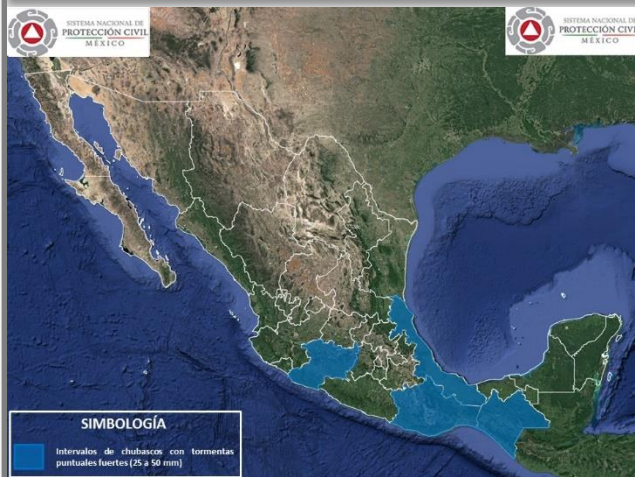 SISTEMA NACIONAL DE
PROTECCIÓN CIVIL
MÉXICO
SISTEMA NACIONAL DE
PROTECCIÓN CIVIL
MÉXICO
SIMBOLOGÍA
Intervalos de chubascos con tormentas
puntuales fuertes (25 a 50 mm)